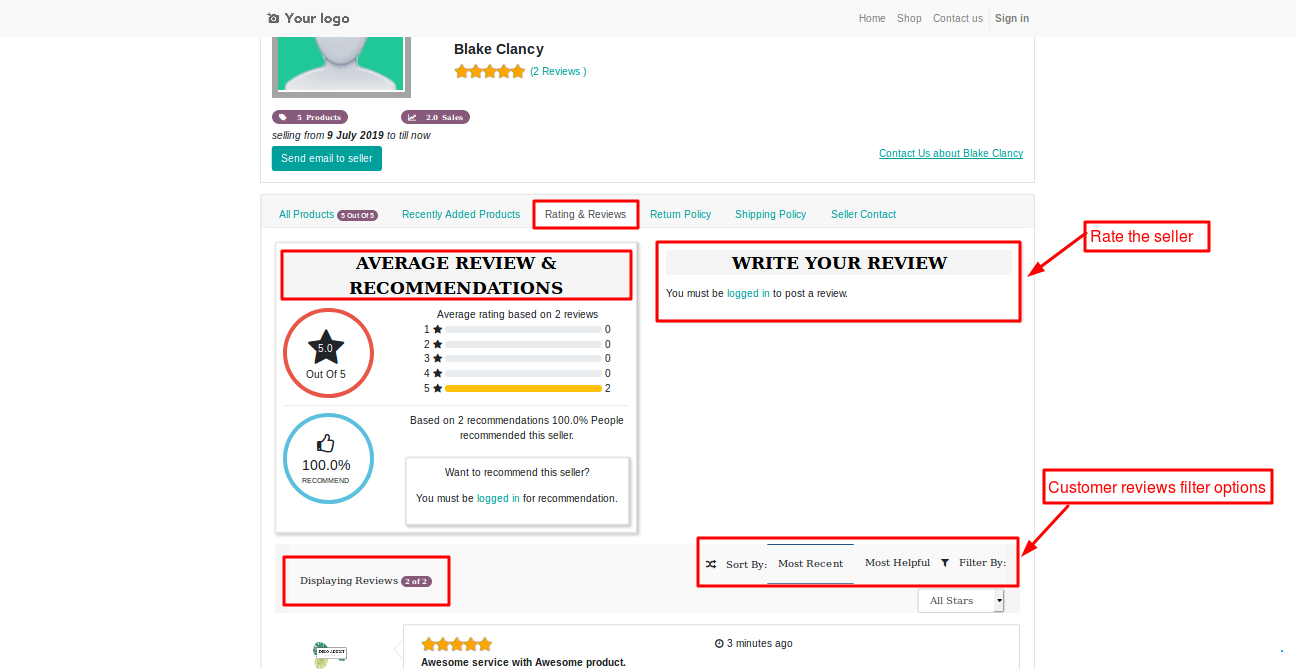 Your logo
Home Shop Contact us Sign in
Blake Clancy
(2 Reviews )
5 Products 2.0 Sales
selling from 9 July 2019 to till now
Send email to seller
Contact Us about Blake Clancy
All Products 5 Out Of 5 Recently Added Products Rating & Reviews Return Policy Shipping Policy Seller Contact
Rate the seller
AVERAGE REVIEW &
RECOMMENDATIONS
WRITE YOUR REVIEW
You must be logged in to post a review.
Average rating based on 2 reviews
1 0
2 0
3 0
4 0
5 2
5.0
Out Of 5
Based on 2 recommendations 100.0% People
recommended this seller.
100.0%
RECOMMEND
Want to recommend this seller?
You must be logged in for recommendation.
Customer reviews filter options
Displaying Reviews 2 of 2
Sort By: Most Recent Most Helpful Filter By:
All Stars
3 minutes ago
Awesome service with Awesome product.